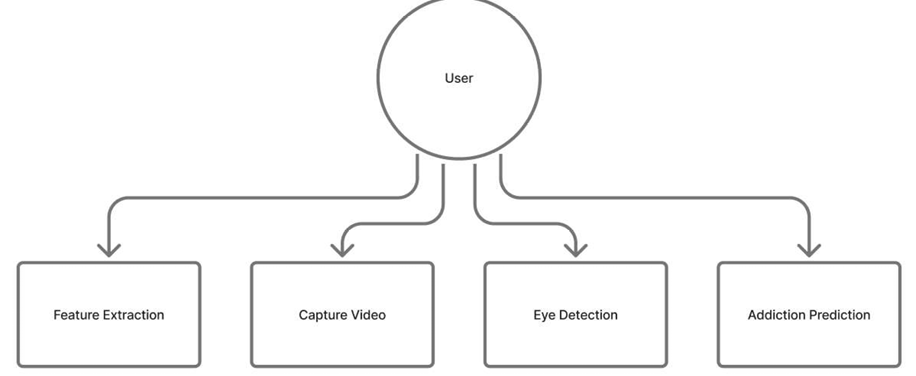 User
Feature Extraction
Capture Video
Eye Detection
Addiction Prediction